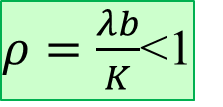 ρ = λb/K < 1